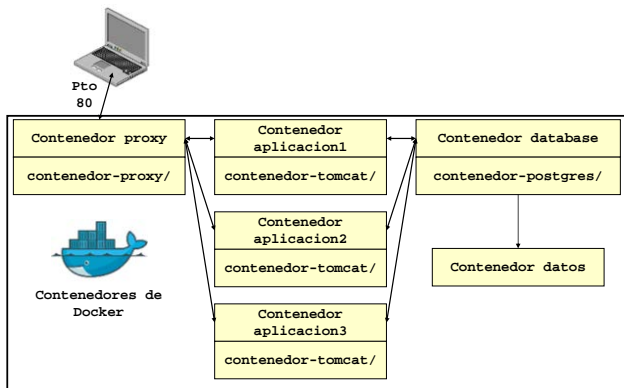 Pto
80
Contenedor proxy
contenedor-proxy/
Contenedor
aplicacion1
contenedor-tomcat/
Contenedor database
contenedor-postgres/
Contenedor
aplicacion2
contenedor-tomcat/
Contenedor datos
Contenedores de
Docker
Contenedor
aplicacion3
contenedor-tomcat/